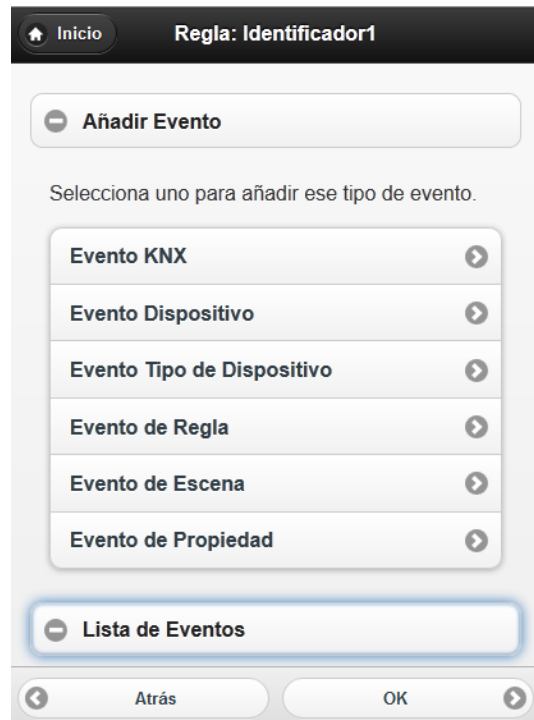 Inicio
Regla: Identificador1
Añadir Evento
Selecciona uno para añadir ese tipo de evento.
Evento KNX
Evento Dispositivo
Evento Tipo de Dispositivo
Evento de Regla
Evento de Escena
Evento de Propiedad
Lista de Eventos
Atrás
OK